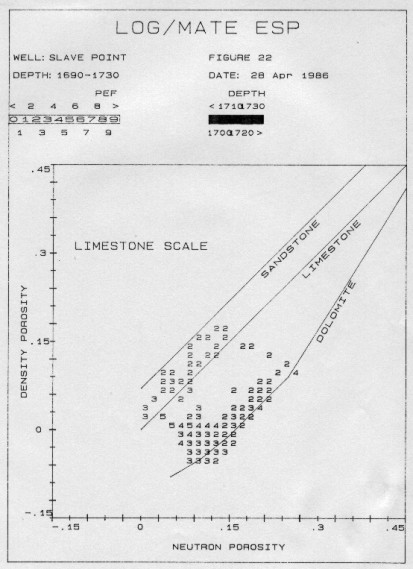 LOG/MATE ESP
WELL: SLAVE POINT
FIGURE 22
DEPTH: 1690-1730
DATE: 28 Apr 1986
PEF
DEPTH
< 2 4 6 8 >
< 1710 1730
0123456789
1 3 5 7 9
1700 1720 >
.45
LIMESTONE SCALE
SANDSTONE
LIMESTONE
DOLOMITE
.3
DENSITY POROSITY
.15
0
-.15
-.15 0 .15 .3 .45
NEUTRON POROSITY